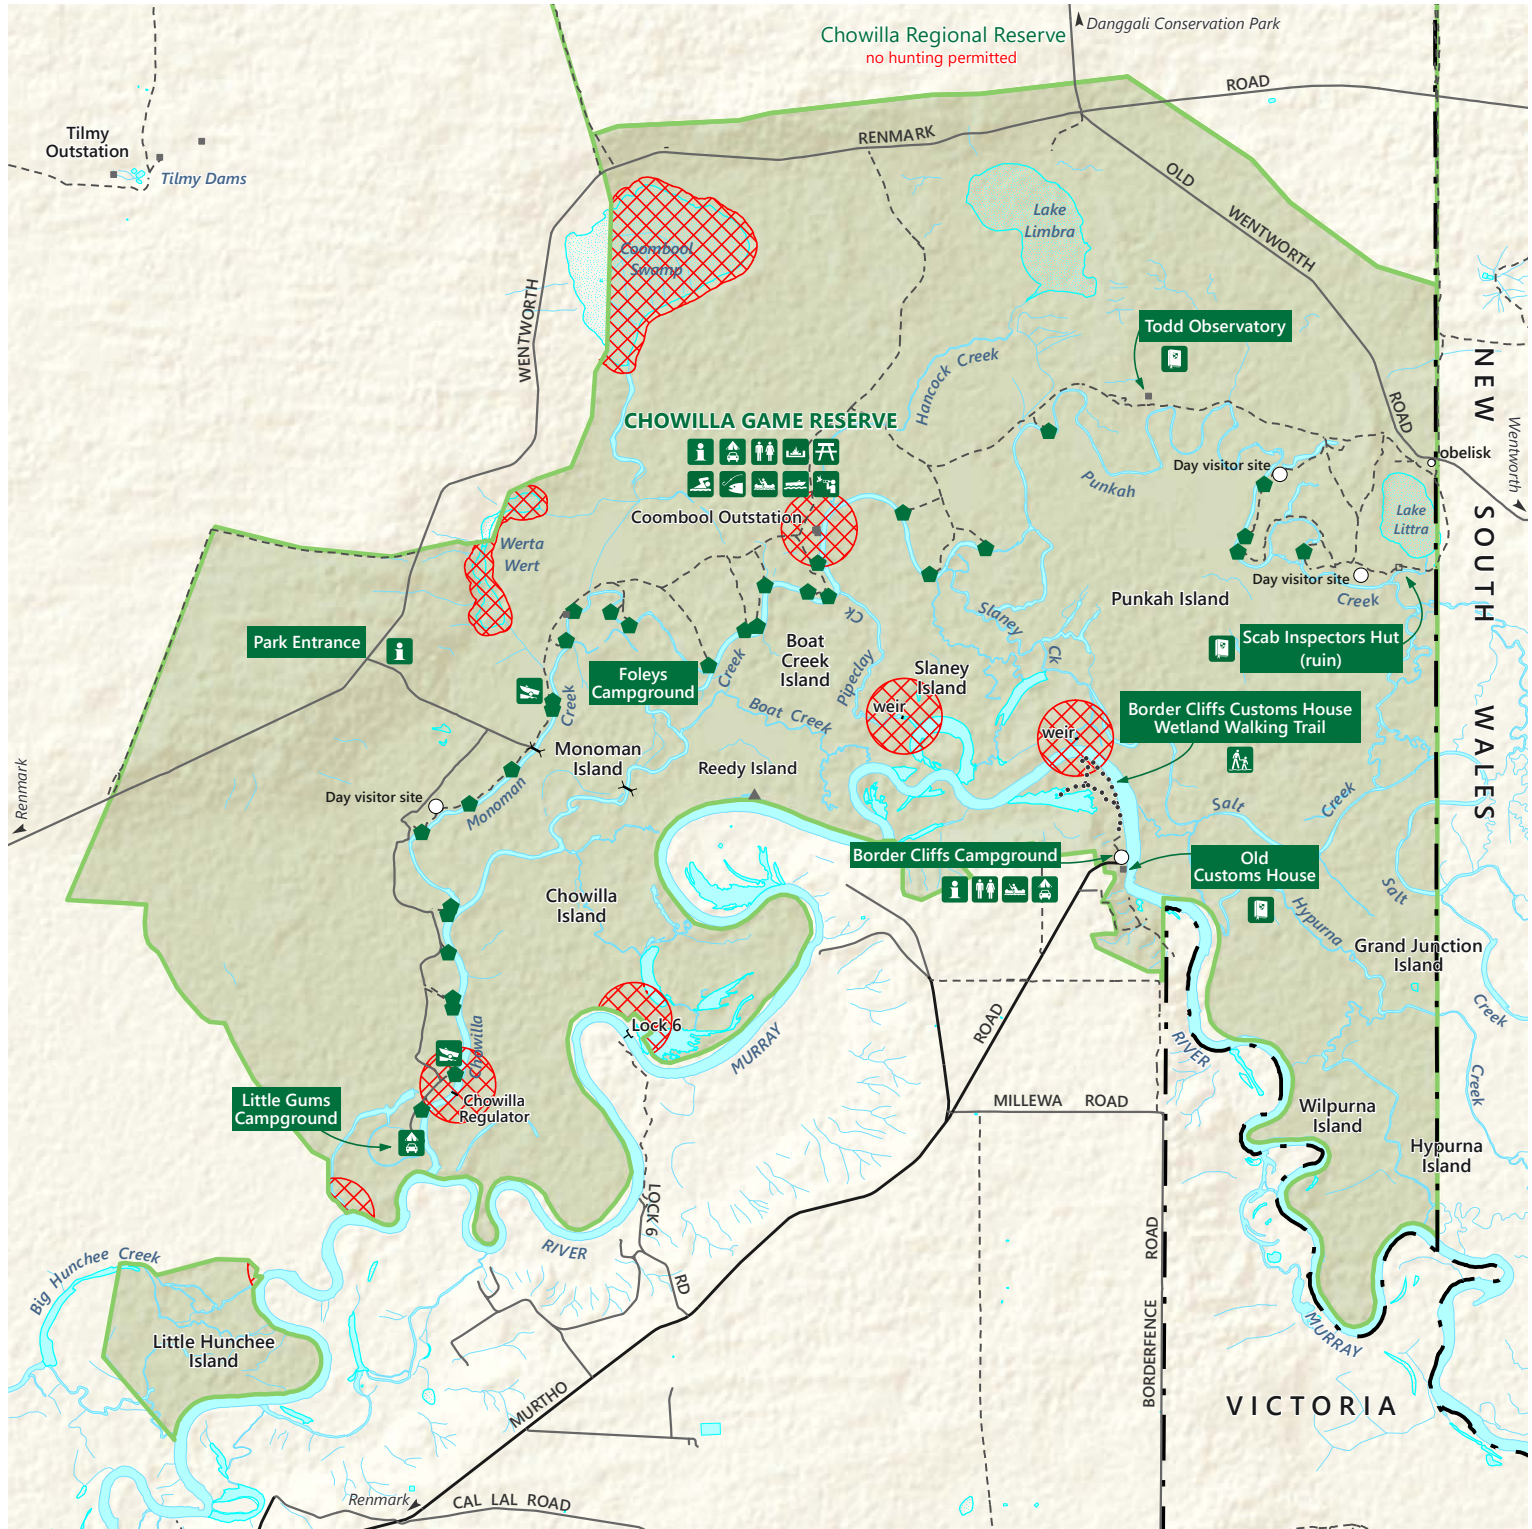 Chowilla Regional Reserve
no hunting permitted
Danggali Conservation Park
ROAD
RENMARK
Tilmy
Outstation
Tilmy Dams
OLD
WENTWORTH
Lake
Limbra
Coombool
Swamp
WENTWORTH
Todd Observatory
Hancock Creek
NEW SOUTH WALES
ROAD
Wentworth
CHOWILLA GAME RESERVE
obelisk
Day visitor site
Punkah
Lake
Littra
Coombool Outstation
Werta
Wert
Day visitor site
Creek
Punkah Island
Slaney
Ck
Ck
Scab Inspectors Hut
(ruin)
Park Entrance
Boat
Creek
Island
Creek
Pipeclay
Slaney
Island
Foleys
Campground
Creek
Boat Creek
weir
weir
Border Cliffs Customs House
Wetland Walking Trail
Monoman
Island
Reedy Island
Renmark
Day visitor site
Monoman
Salt
Creek
Border Cliffs Campground
Old
Customs House
Salt
Chowilla
Island
Hypurna
Grand Junction
Island
Creek
Lock 6
MURRAY
ROAD
RIVER
Chowilla
Creek
Little Gums
Campground
Chowilla
Regulator
MILLEWA ROAD
Wilpurna
Island
Hypurna
Island
LOCK 6
RD
RIVER
Big Hunchee Creek
BORDERFENCE ROAD
Little Hunchee
Island
MURRAY
MURTHO
VICTORIA
Renmark
CAL LAL ROAD